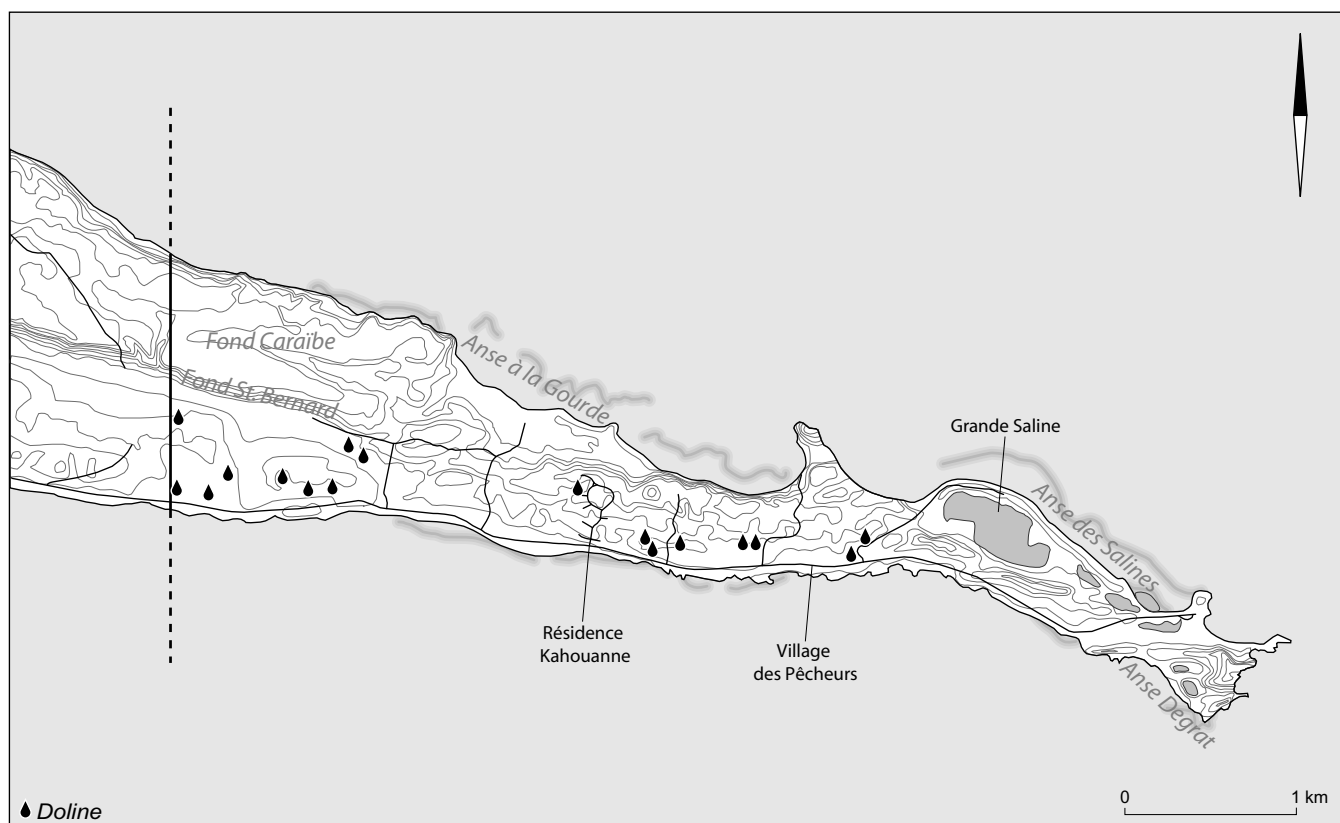 Fond Caraïbe
Fond St. Bernard
Anse à la Gourde
Grande Saline
Anse des Salines
Résidence
Kahouanne
Village
des Pêcheurs
Anse Dégrat
Doline
0 1 km